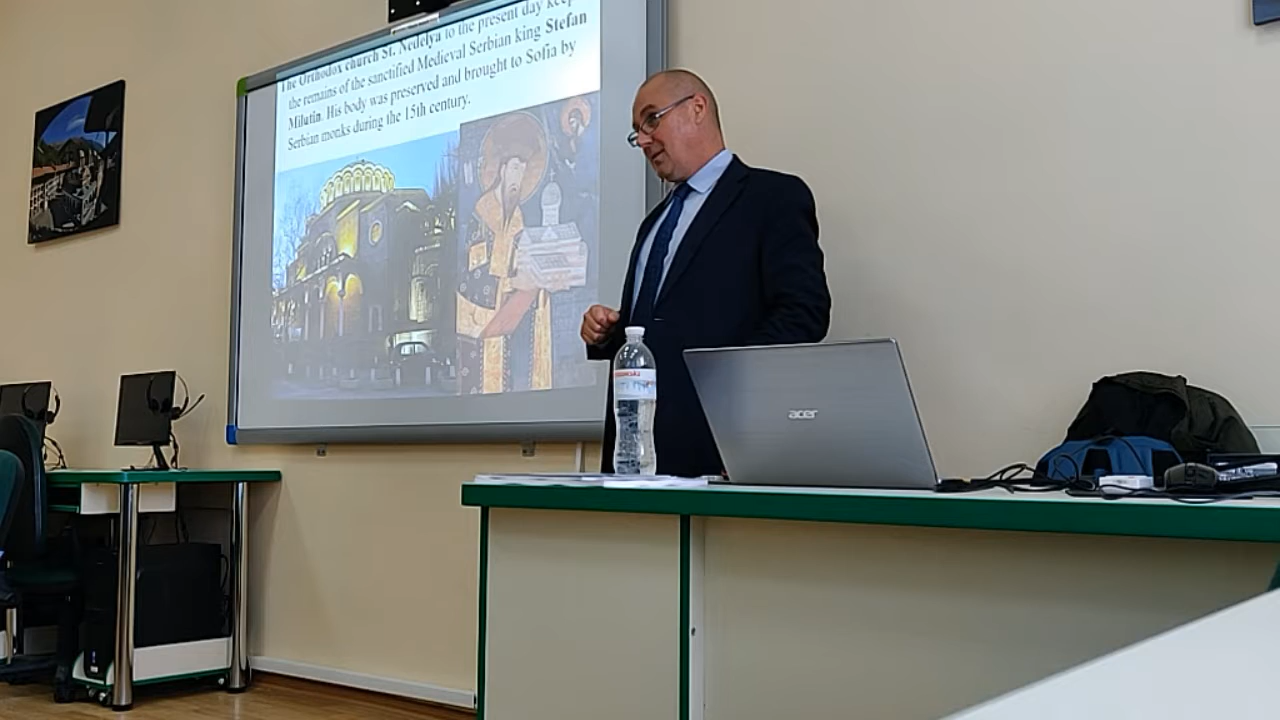 The Orthodox church St. Nedelya to the present day keep
the remains of the sanctified Medieval Serbian king Stefan
Milutin. His body was preserved and brought to Sofia by
Serbian monks during the 15th century.
acer